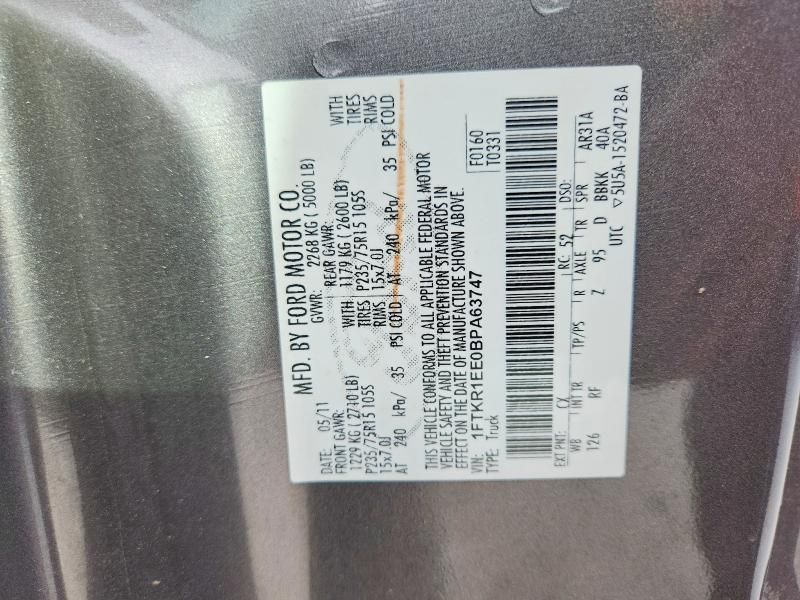 MFD. BY FORD MOTOR CO.
DATE: 05/11 GVWR: 2268 KG ( 5000 LB)
FRONT GAWR: REAR GAWR: WITH
1229 KG ( 2710 LB) WITH 1179 KG ( 2600 LB) TIRES
P235/75R15 105S TIRES P235/75R15 105S RIMS
15x7.0J RIMS 15x7.0J
AT 240 kPa/ 35 PSI COLD AT 240 kPa/ 35 PSI COLD
THIS VEHICLE CONFORMS TO ALL APPLICABLE FEDERAL MOTOR
VEHICLE SAFETY AND THEFT PREVENTION STANDARDS IN
EFFECT ON THE DATE OF MANUFACTURE SHOWN ABOVE.
VIN: 1FTKR1EE0BPA63747 F0160
TYPE: Truck T0331
EXT PNT: CX RC: 52 DSO:
WB INT TR TP/PS R AXLE TR SPR AR3TA
126 RF Z 95 D BBKK 40A
UTC ▽5U5A-1520472-BA